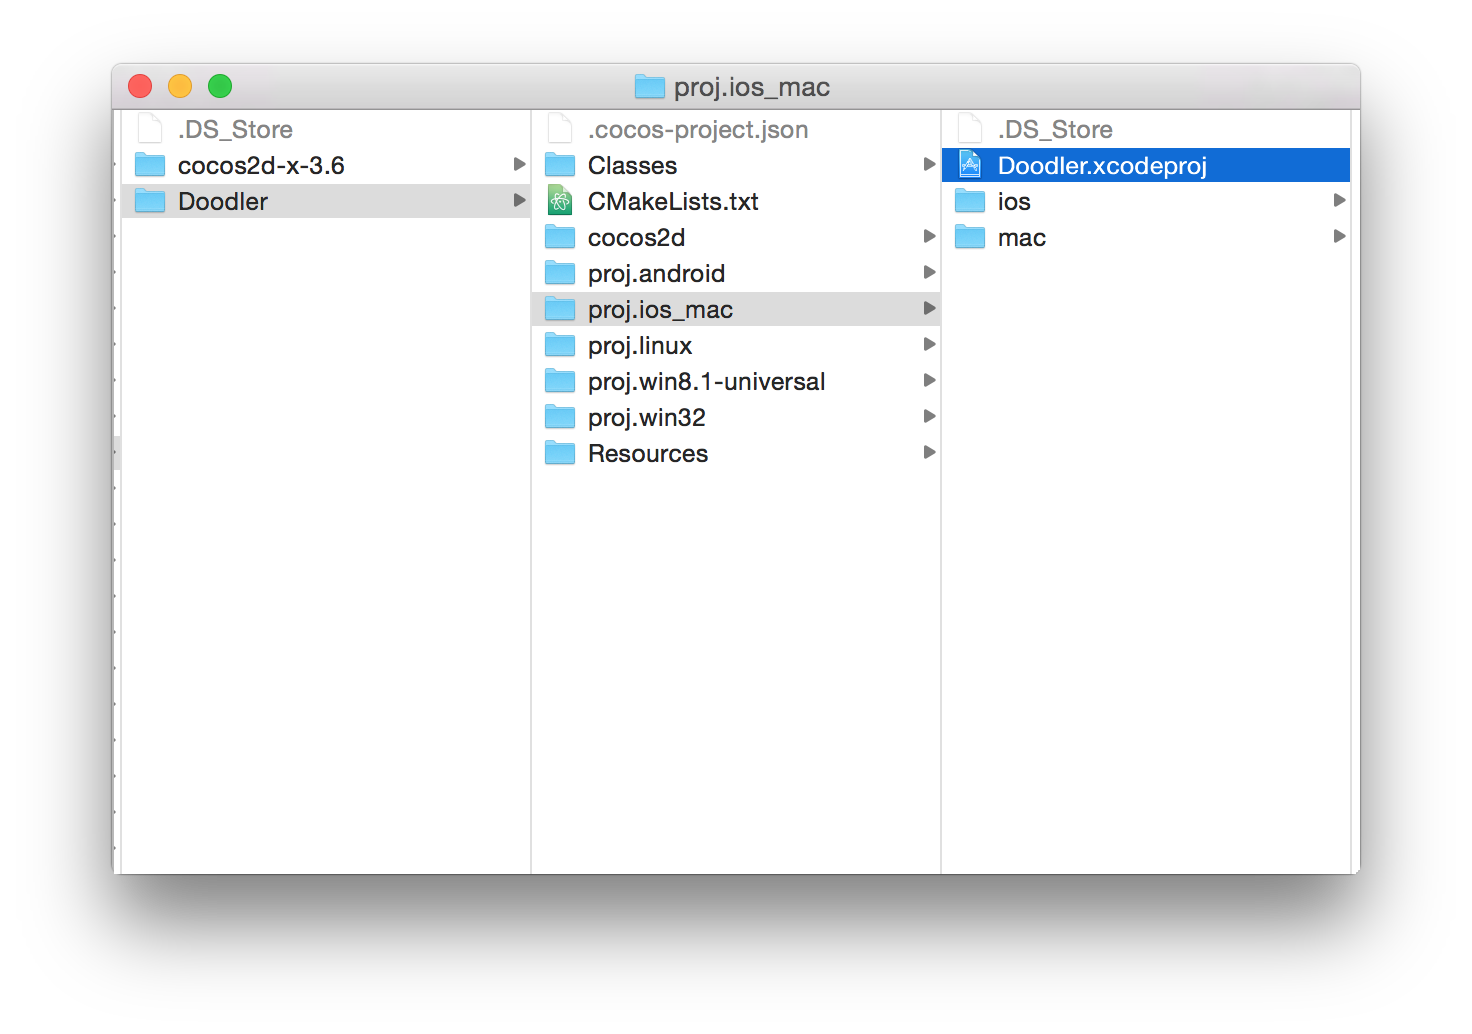 proj.ios_mac
.DS_Store
cocos2d-x-3.6
Doodler
.cocos-project.json
Classes
CMakeLists.txt
cocos2d
proj.android
proj.ios_mac
proj.linux
proj.win8.1-universal
proj.win32
Resources
.DS_Store
Doodler.xcodeproj
ios
mac